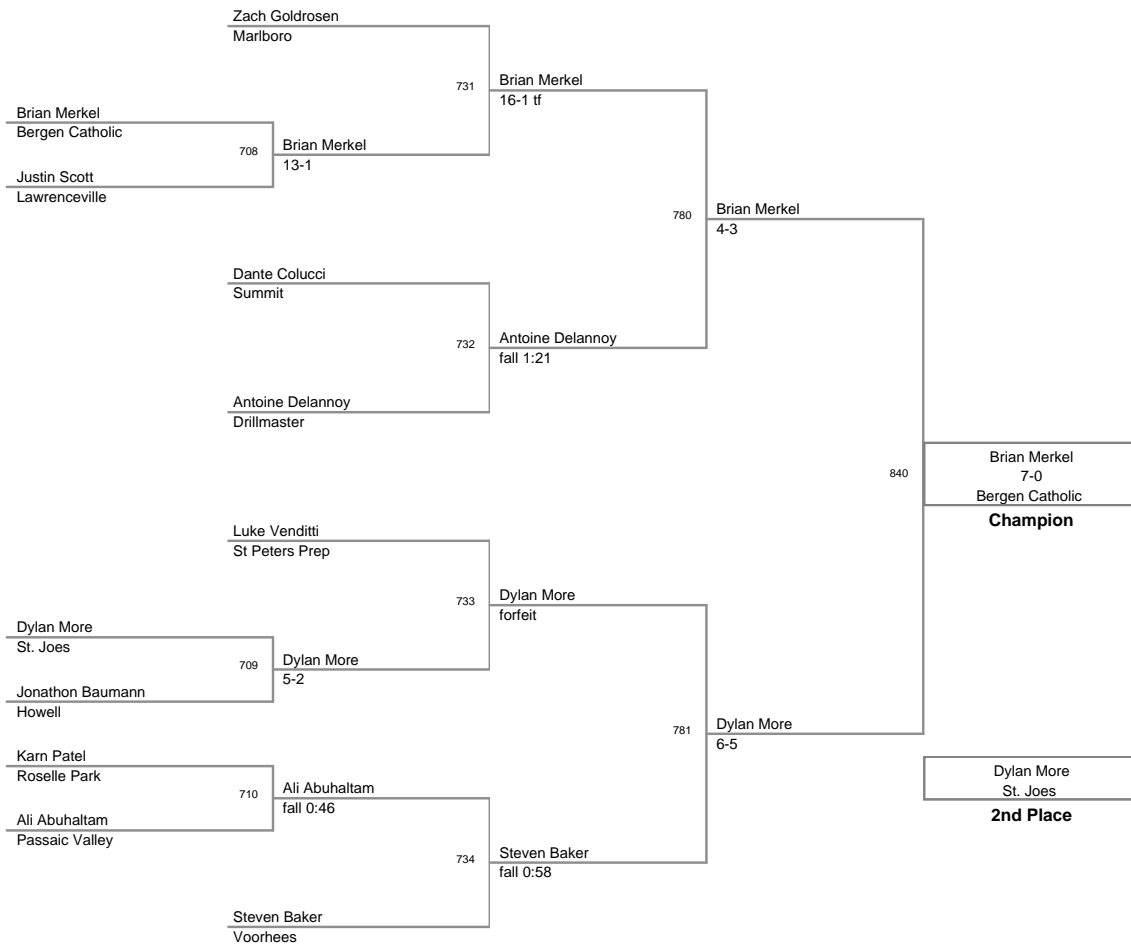 Zach Goldrosen
Marlboro
731
Brian Merkel
16-1 tf
Brian Merkel
Bergen Catholic
708
Brian Merkel
13-1
Justin Scott
Lawrenceville
780
Brian Merkel
4-3
Dante Colucci
Summit
732
Antoine Delannoy
fall 1:21
Antoine Delannoy
Drillmaster
840
Brian Merkel
7-0
Bergen Catholic
Champion
Luke Venditti
St Peters Prep
733
Dylan More
forfeit
Dylan More
St. Joes
709
Dylan More
5-2
Jonathon Baumann
Howell
781
Dylan More
6-5
Karn Patel
Roselle Park
710
Ali Abuhaltam
fall 0:46
Ali Abuhaltam
Passaic Valley
Dylan More
St. Joes
2nd Place
734
Steven Baker
fall 0:58
Steven Baker
Voorhees